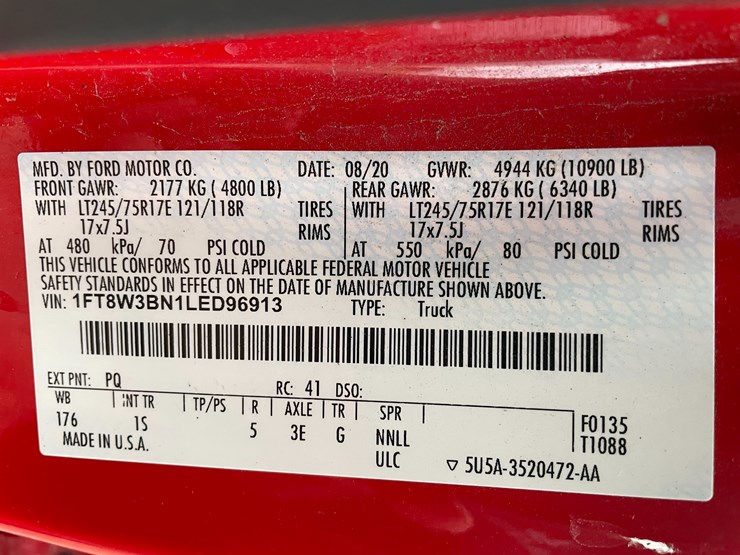 MFD. BY FORD MOTOR CO. DATE: 08/20 GVWR: 4944 KG (10900 LB)
FRONT GAWR: 2177 KG ( 4800 LB) REAR GAWR: 2876 KG ( 6340 LB)
WITH LT245/75R17E 121/118R TIRES WITH LT245/75R17E 121/118R TIRES
17x7.5J RIMS 17x7.5J RIMS
AT 480 kPa/ 70 PSI COLD AT 550 kPa/ 80 PSI COLD
THIS VEHICLE CONFORMS TO ALL APPLICABLE FEDERAL MOTOR VEHICLE
SAFETY STANDARDS IN EFFECT ON THE DATE OF MANUFACTURE SHOWN ABOVE.
VIN: 1FT8W3BN1LED96913 TYPE: Truck
EXT PNT: PQ RC: 41 DSO:
WB INT TR TP/PS R AXLE TR SPR F0135
176 1S 5 3E G NNLL T1088
MADE IN U.S.A. ULC ▽ 5U5A-3520472-AA